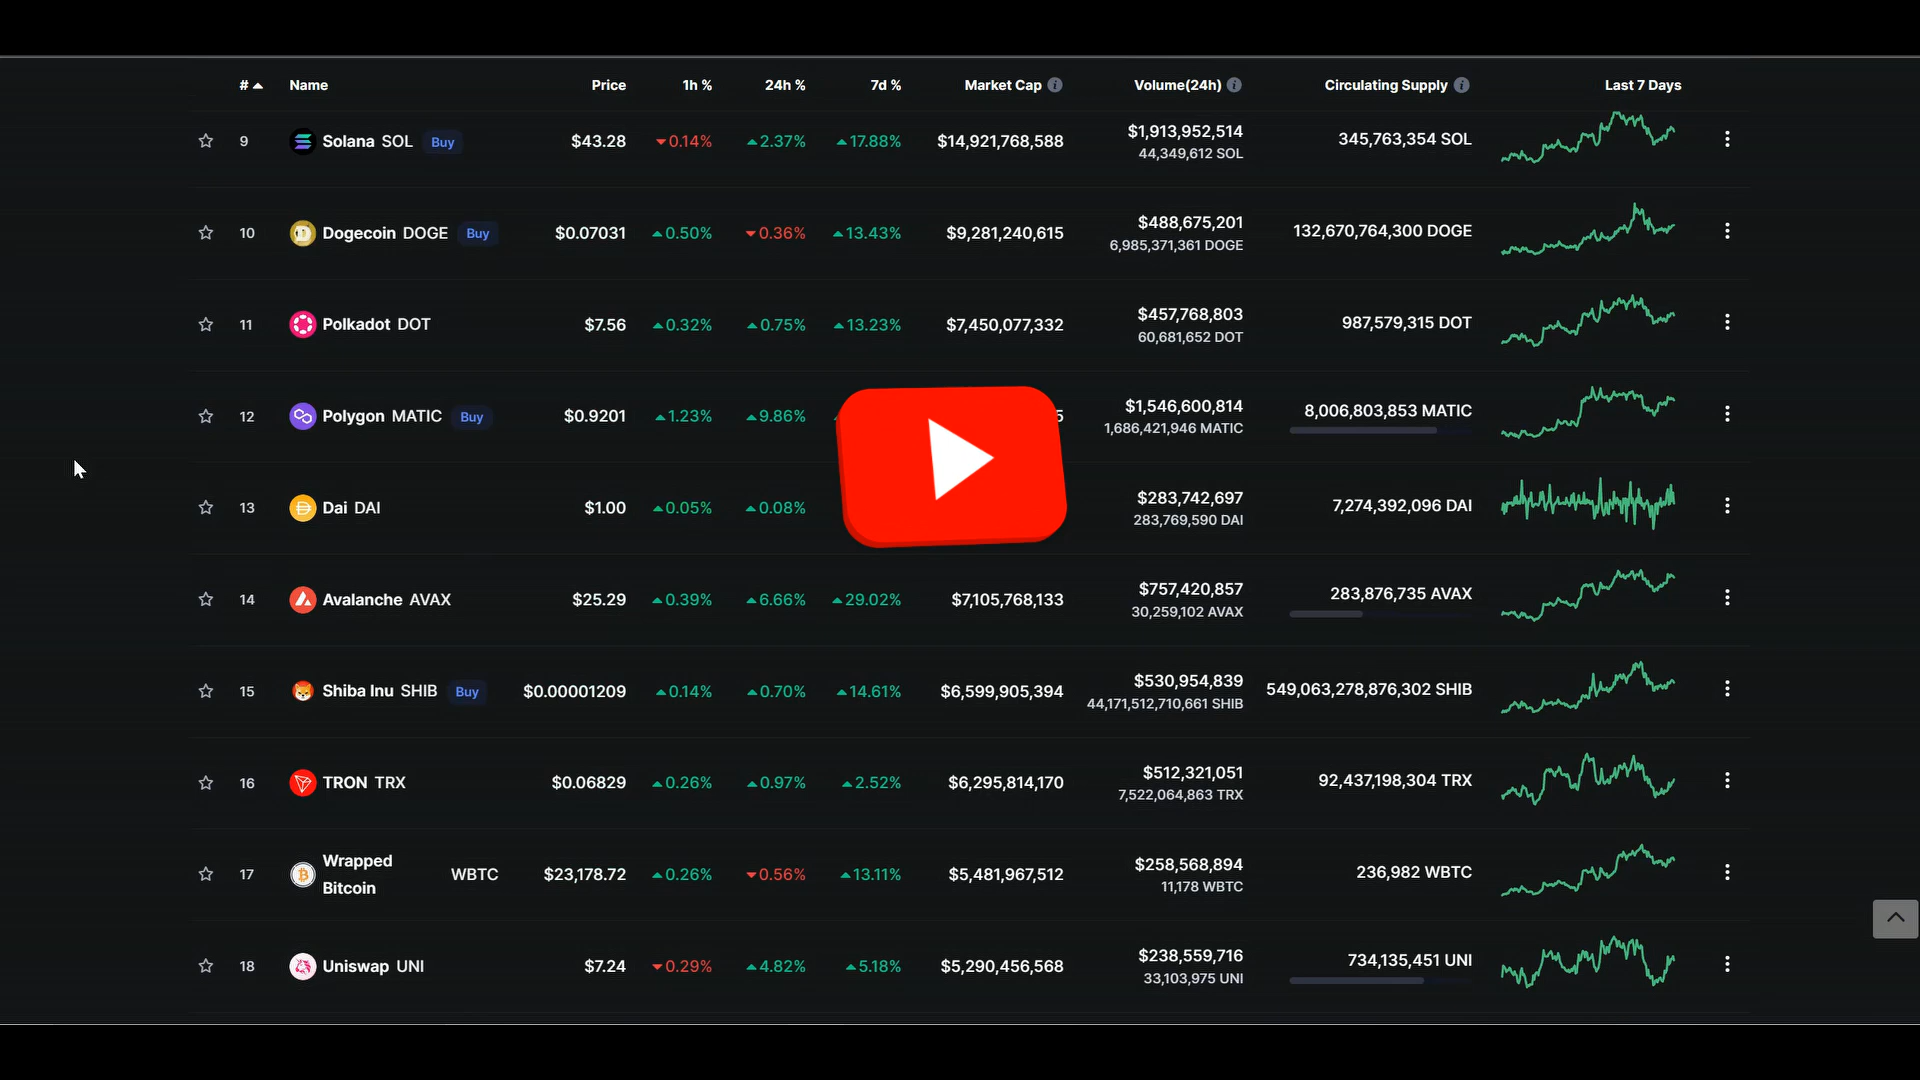 # Name Price 1h % 24h % 7d % Market Cap Volume(24h) Circulating Supply Last 7 Days
9 Solana SOL Buy $43.28 0.14% 2.37% 17.88% $14,921,768,588 $1,913,952,514 345,763,354 SOL
44,349,612 SOL
10 Dogecoin DOGE Buy $0.07031 0.50% 0.36% 13.43% $9,281,240,615 $488,675,201 132,670,764,300 DOGE
6,985,371,361 DOGE
11 Polkadot DOT $7.56 0.32% 0.75% 13.23% $7,450,077,332 $457,768,803 987,579,315 DOT
60,681,652 DOT
12 Polygon MATIC Buy $0.9201 1.23% 9.86% 5 $1,546,600,814 8,006,803,853 MATIC
1,686,421,946 MATIC
13 Dai DAI $1.00 0.05% 0.08% $283,742,697 7,274,392,096 DAI
283,769,590 DAI
14 Avalanche AVAX $25.29 0.39% 6.66% 29.02% $7,105,768,133 $757,420,857 283,876,735 AVAX
30,259,102 AVAX
15 Shiba Inu SHIB Buy $0.00001209 0.14% 0.70% 14.61% $6,599,905,394 $530,954,839 549,063,278,876,302 SHIB
44,171,512,710,661 SHIB
16 TRON TRX $0.06829 0.26% 0.97% 2.52% $6,295,814,170 $512,321,051 92,437,198,304 TRX
7,522,064,863 TRX
17 Wrapped Bitcoin WBTC $23,178.72 0.26% 0.56% 13.11% $5,481,967,512 $258,568,894 236,982 WBTC
11,178 WBTC
18 Uniswap UNI $7.24 0.29% 4.82% 5.18% $5,290,456,568 $238,559,716 734,135,451 UNI
33,103,975 UNI